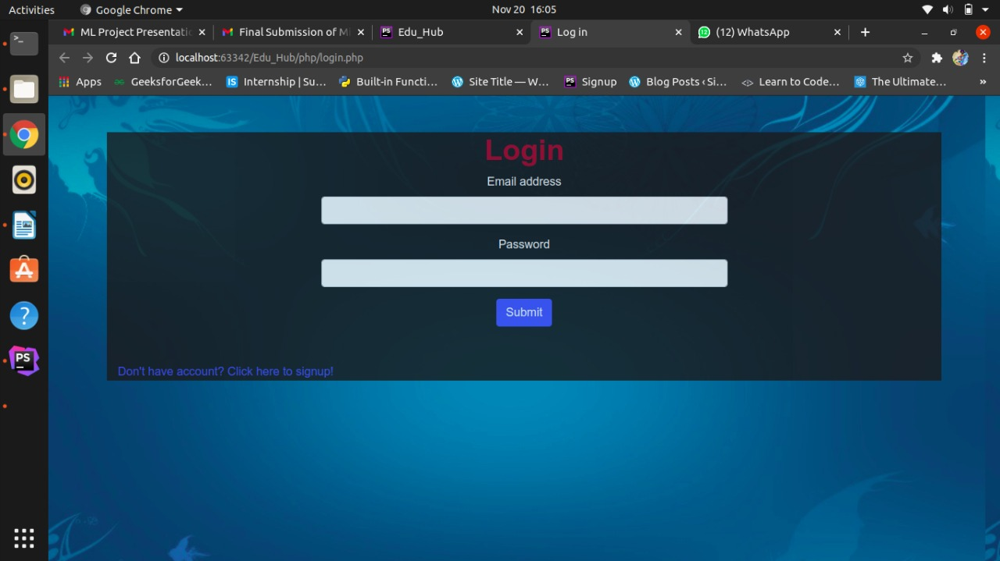 Activities Google Chrome Nov 20 16:05
ML Project Presentatio Final Submission of M Edu_Hub Log in (12) WhatsApp
localhost:63342/Edu_Hub/php/login.php
Apps GeeksforGeek... Internship | Su... Built-in Functi... Site Title — W... Signup Blog Posts ‹ Si... Learn to Code... The Ultimate... »
Login
Email address
Password
Submit
Don't have account? Click here to signup!